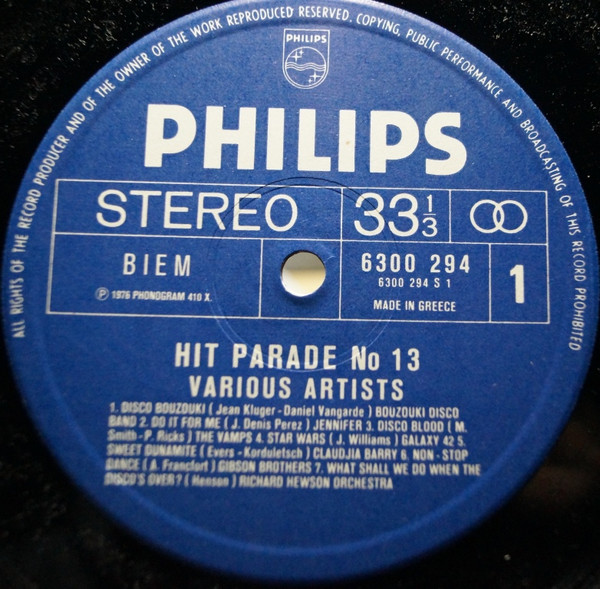 ALL RIGHTS OF THE RECORD PRODUCER AND OF THE OWNER OF THE WORK REPRODUCED RESERVED. COPYING, PUBLIC PERFORMANCE AND BROADCASTING OF THIS RECORD PROHIBITED
PHILIPS
PHILIPS
STEREO 33 1/3
BIEM 6300 294 1
6300 294 S 1
℗ 1976 PHONOGRAM 410 X. MADE IN GREECE
HIT PARADE No 13
VARIOUS ARTISTS
1. DISCO BOUZOUKI ( Jean Kluger - Daniel Vangarde ) BOUZOUKI DISCO
BAND 2. DO IT FOR ME ( J. Denis Perez ) JENNIFER 3. DISCO BLOOD ( M.
Smith - P. Ricks ) THE VAMPS 4. STAR WARS ( J. Williams ) GALAXY 42 5.
SWEET DUNAMITE ( Evers - Korduletsch ) CLAUDJIA BARRY 6. NON - STOP
DANCE ( A. Francfort ) GIBSON BROTHERS 7. WHAT SHALL WE DO WHEN THE
DISCO'S OVER? ( Henson ) RICHARD HEWSON ORCHESTRA